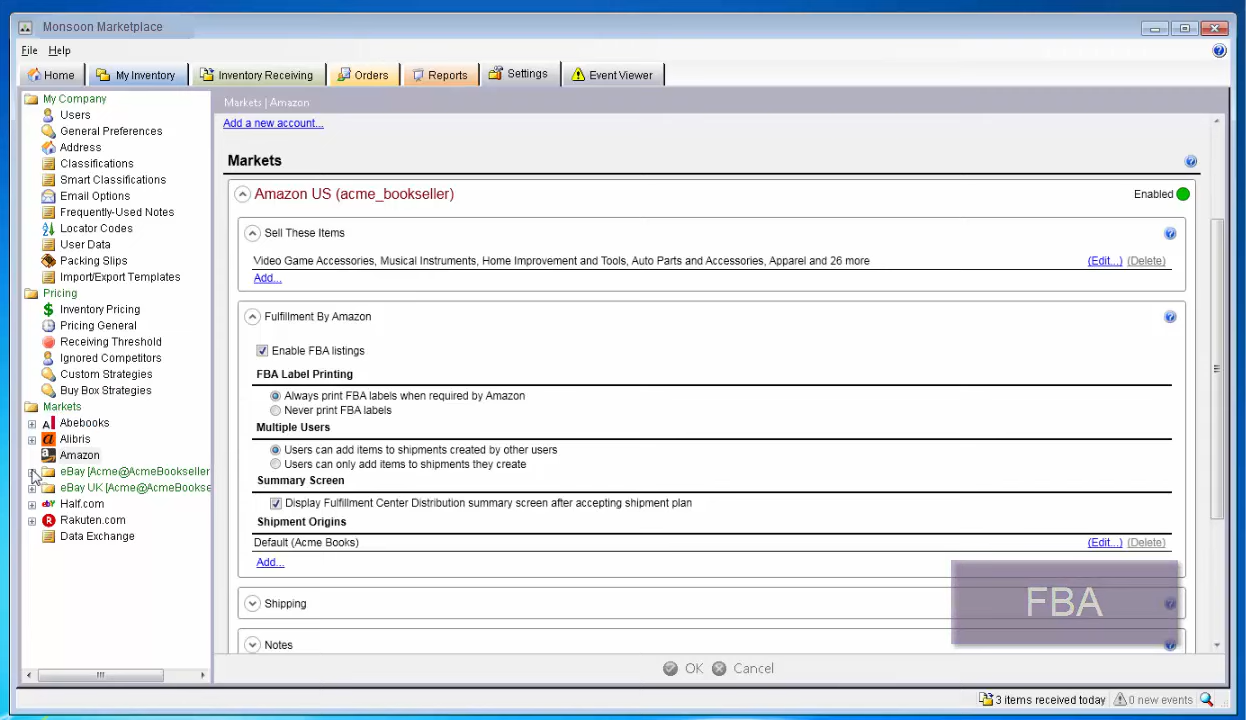 Monsoon Marketplace
File Help
Home My Inventory Inventory Receiving Orders Reports Settings Event Viewer
My Company
Users
General Preferences
Address
Classifications
Smart Classifications
Email Options
Frequently-Used Notes
Locator Codes
User Data
Packing Slips
Import/Export Templates
Pricing
Inventory Pricing
Pricing General
Receiving Threshold
Ignored Competitors
Custom Strategies
Buy Box Strategies
Markets
Abebooks
Alibris
Amazon
eBay [Acme@AcmeBookseller
eBay UK [Acme@AcmeBookse
Half.com
Rakuten.com
Data Exchange
Markets | Amazon
Add a new account...
Markets
Amazon US (acme_bookseller) Enabled
Sell These Items
Video Game Accessories, Musical Instruments, Home Improvement and Tools, Auto Parts and Accessories, Apparel and 26 more (Edit...) (Delete)
Add...
Fulfillment By Amazon
Enable FBA listings
FBA Label Printing
Always print FBA labels when required by Amazon
Never print FBA labels
Multiple Users
Users can add items to shipments created by other users
Users can only add items to shipments they create
Summary Screen
Display Fulfillment Center Distribution summary screen after accepting shipment plan
Shipment Origins
Default (Acme Books) (Edit...) (Delete)
Add...
Shipping
FBA
Notes
OK Cancel
3 items received today 0 new events